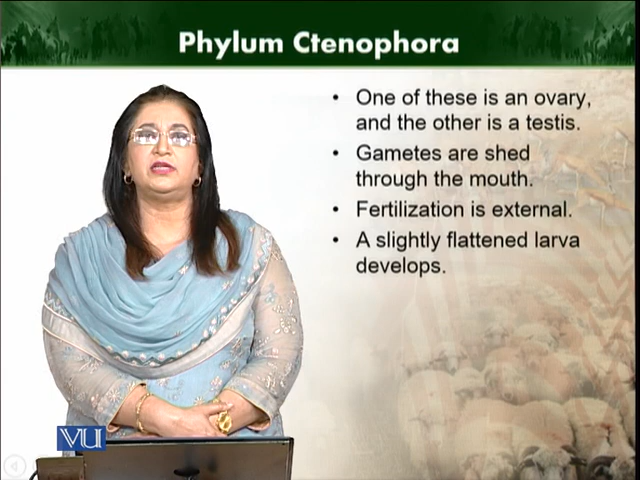 Phylum Ctenophora
• One of these is an ovary,
and the other is a testis.
• Gametes are shed
through the mouth.
• Fertilization is external.
• A slightly flattened larva
develops.
VU